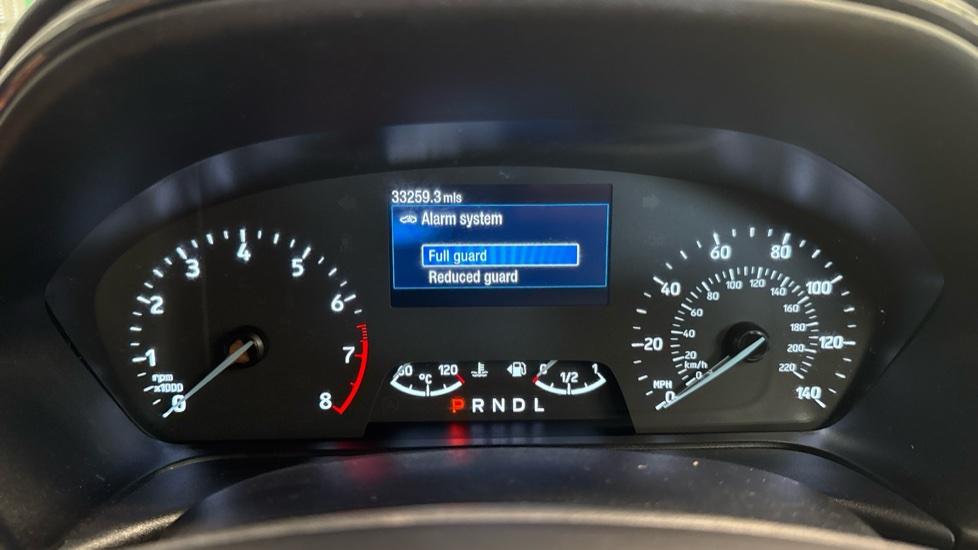 33259.3 mls
Alarm system
Full guard
Reduced guard
0 1 2 3 4 5 6 7 8
rpm
x1000
60 120
°C
0 1/2 1
P R N D L
0 20 40 60 80 100 120 140
MPH
0 20 40 60 80 100 120 140 160 180 200 220
km/h